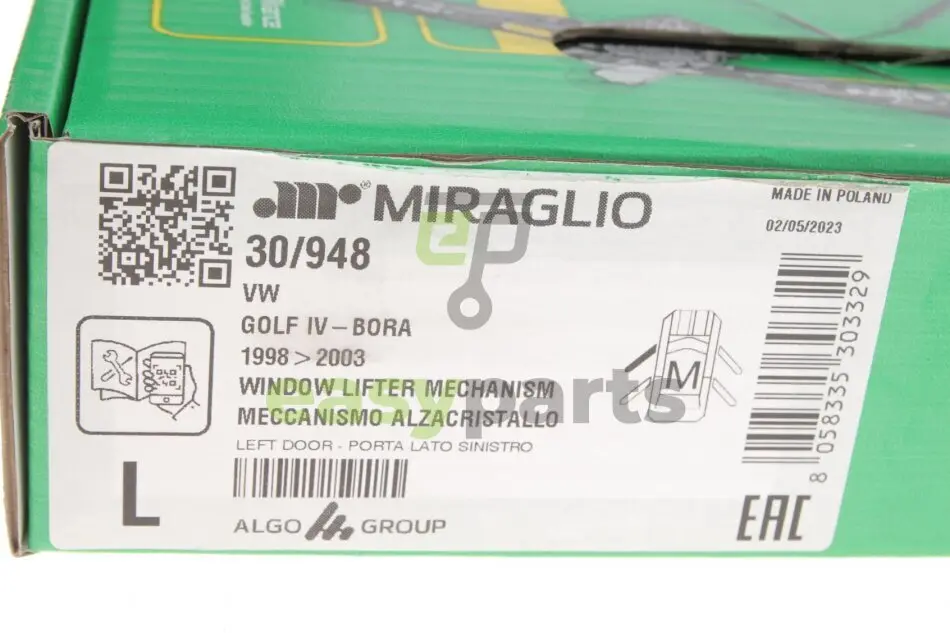 MIRAGLIO
MADE IN POLAND
02/05/2023
30/948
VW
GOLF IV – BORA
1998 > 2003
WINDOW LIFTER MECHANISM
MECCANISMO ALZACRISTALLO
LEFT DOOR - PORTA LATO SINISTRO
L
ALGO GROUP
M
8 058335 303329
EAC
easyparts